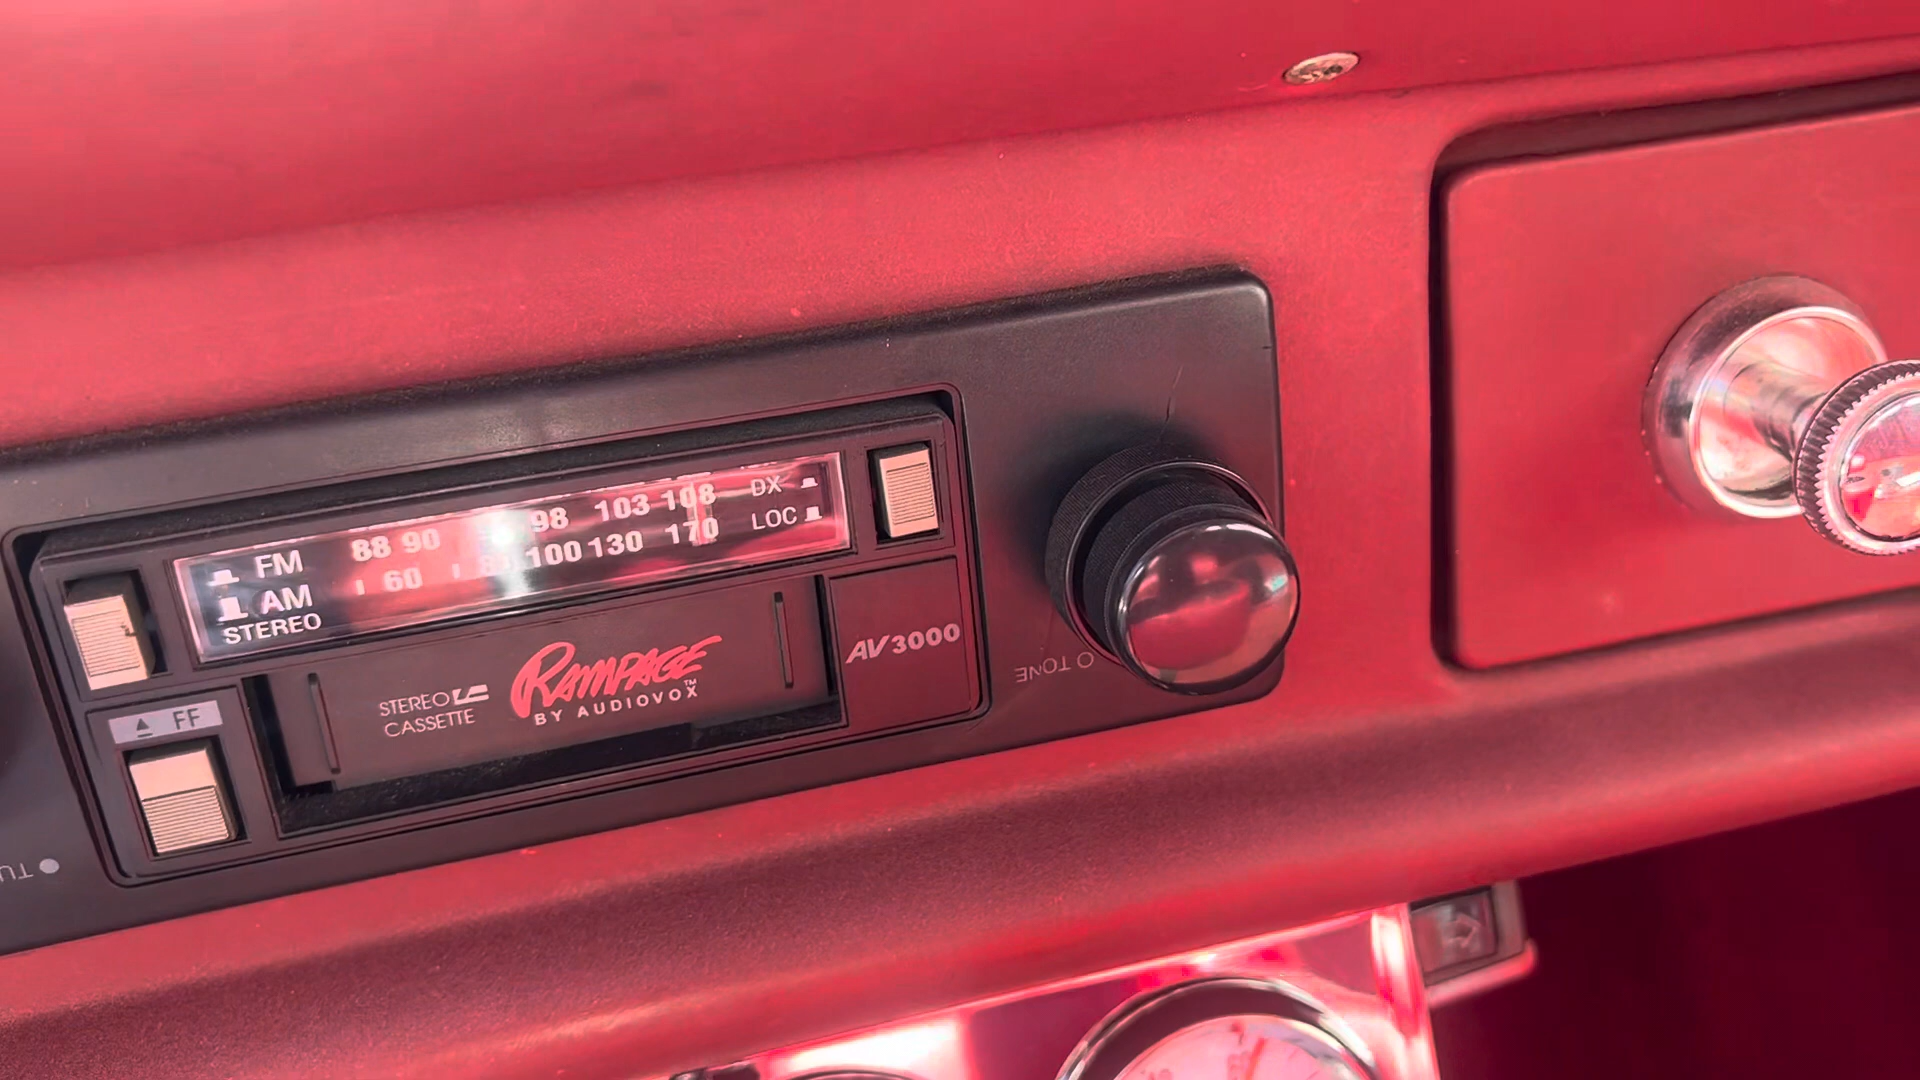 FM 88 90 98 103 108 DX
AM 60 100 130 170 LOC
STEREO
FF
STEREO
CASSETTE
RAMPAGE™
BY AUDIOVOX
AV3000
TONE